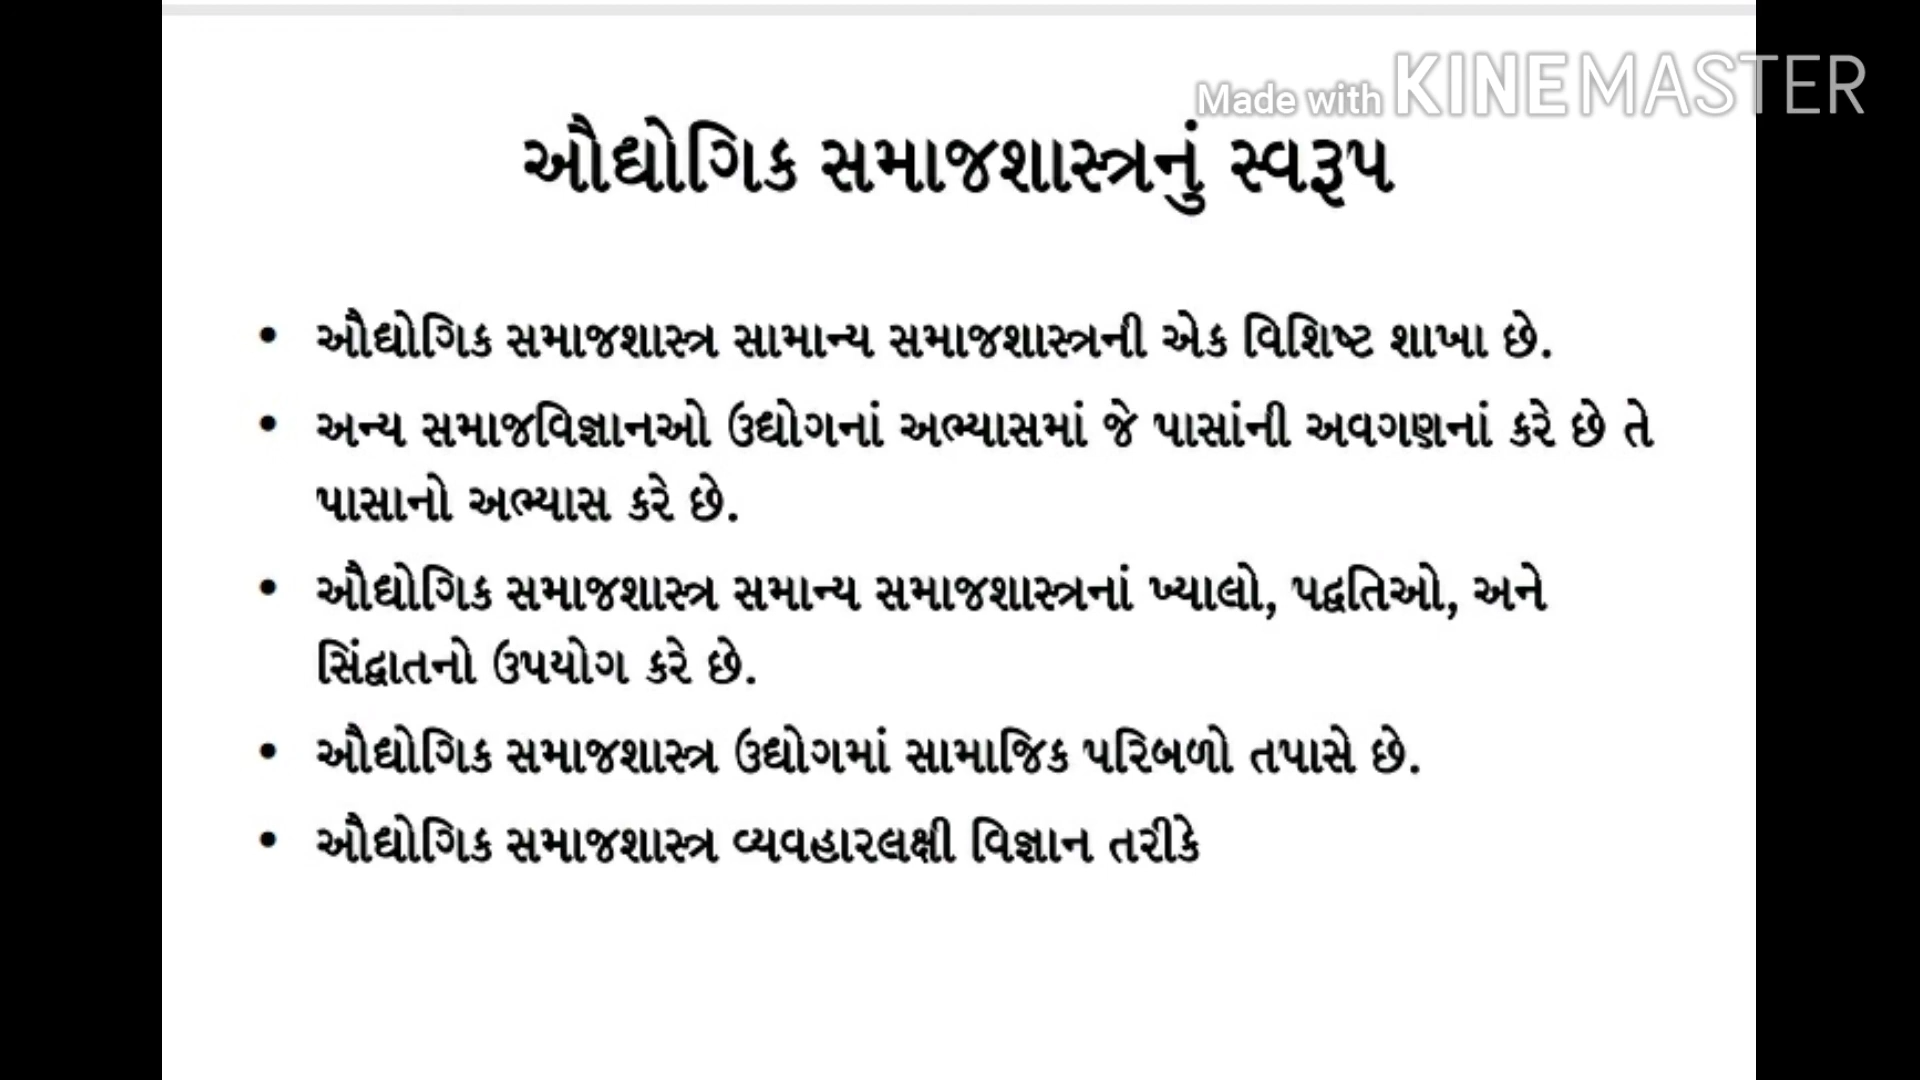 Made with KINEMASTER
ઔદ્યોગિક સમાજશાસ્ત્રનું સ્વરૂપ
• ઔદ્યોગિક સમાજશાસ્ત્ર સામાન્ય સમાજશાસ્ત્રની એક વિશિષ્ટ શાખા છે.
• અન્ય સમાજવિજ્ઞાનઓ ઉદ્યોગનાં અભ્યાસમાં જે પાસાંની અવગણનાં કરે છે તે
પાસાનો અભ્યાસ કરે છે.
• ઔદ્યોગિક સમાજશાસ્ત્ર સમાન્ય સમાજશાસ્ત્રનાં ખ્યાલો, પદ્વતિઓ, અને
સિંદ્વાતનો ઉપયોગ કરે છે.
• ઔદ્યોગિક સમાજશાસ્ત્ર ઉદ્યોગમાં સામાજિક પરિબળો તપાસે છે.
• ઔદ્યોગિક સમાજશાસ્ત્ર વ્યવહારલક્ષી વિજ્ઞાન તરીકે